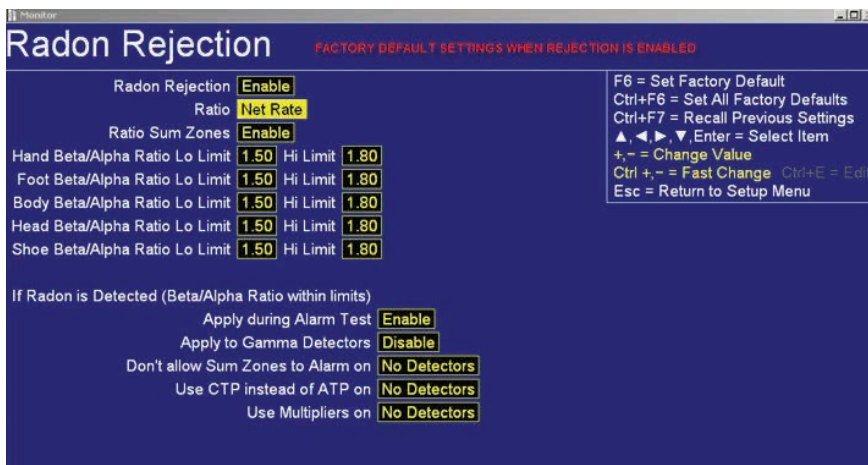 Monitor
Radon Rejection FACTORY DEFAULT SETTINGS WHEN REJECTION IS ENABLED
Radon Rejection Enable
Ratio Net Rate
Ratio Sum Zones Enable
Hand Beta/Alpha Ratio Lo Limit 1.50 Hi Limit 1.80
Foot Beta/Alpha Ratio Lo Limit 1.50 Hi Limit 1.80
Body Beta/Alpha Ratio Lo Limit 1.50 Hi Limit 1.80
Head Beta/Alpha Ratio Lo Limit 1.50 Hi Limit 1.80
Shoe Beta/Alpha Ratio Lo Limit 1.50 Hi Limit 1.80
If Radon is Detected (Beta/Alpha Ratio within limits)
Apply during Alarm Test Enable
Apply to Gamma Detectors Disable
Don't allow Sum Zones to Alarm on No Detectors
Use CTP instead of ATP on No Detectors
Use Multipliers on No Detectors
F6 = Set Factory Default
Ctrl+F6 = Set All Factory Defaults
Ctrl+F7 = Recall Previous Settings
▲,◄,►,▼,Enter = Select Item
+,− = Change Value
Ctrl +,− = Fast Change Ctrl+E = Edit
Esc = Return to Setup Menu